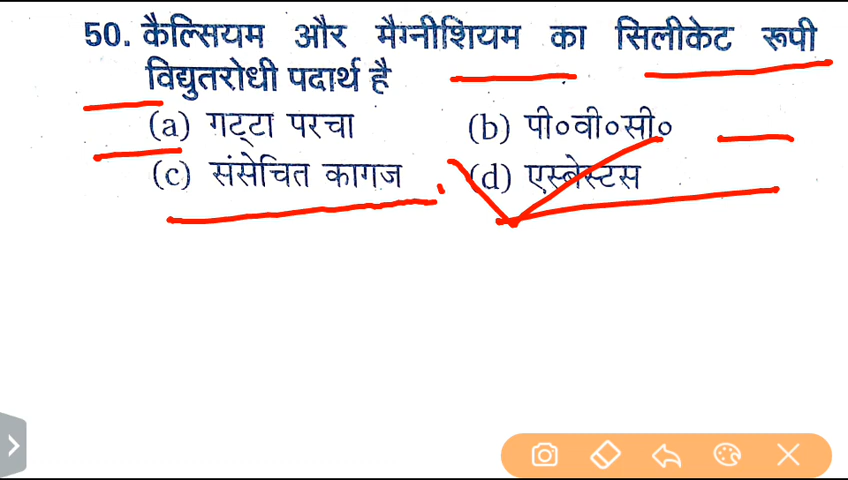 50. कैल्सियम और मैग्नीशियम का सिलीकेट रूपी
विद्युतरोधी पदार्थ है
(a) गट्टा परचा (b) पी०वी०सी०
(c) संसेचित कागज (d) एस्बेस्टस